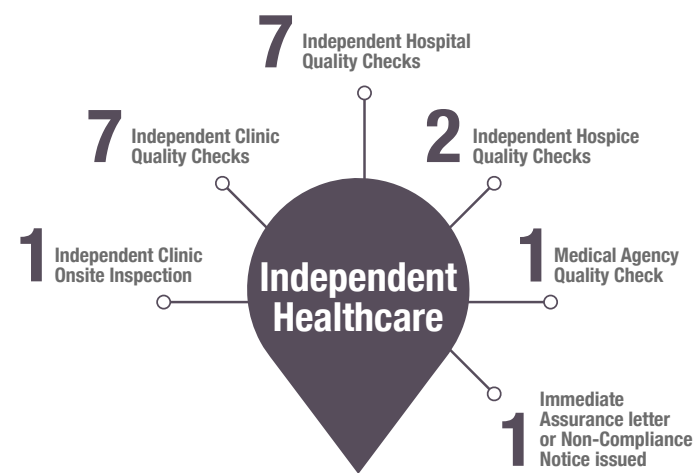 7 Independent Hospital
Quality Checks
7 Independent Clinic
Quality Checks
2 Independent Hospice
Quality Checks
1 Independent Clinic
Onsite Inspection
Independent
Healthcare
1 Medical Agency
Quality Check
1 Immediate
Assurance letter
or Non-Compliance
Notice issued